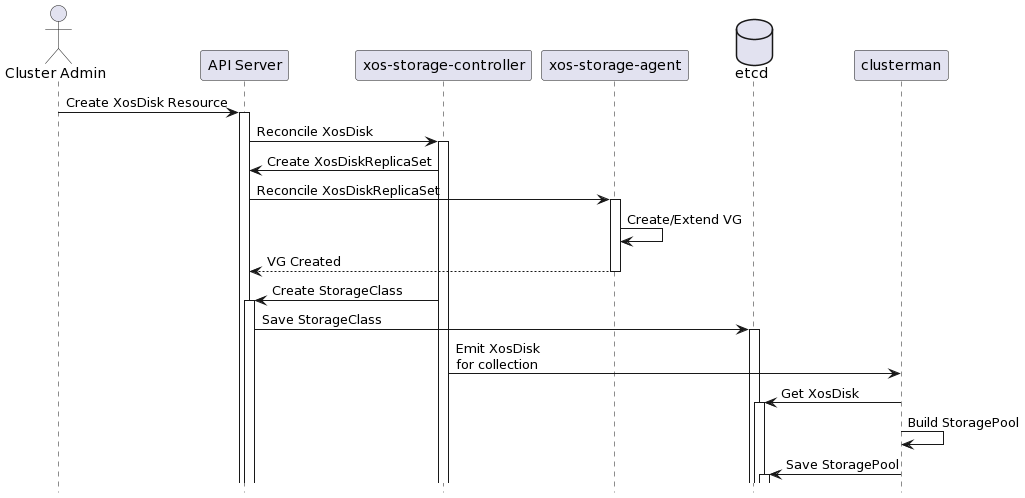 Cluster Admin
API Server
xos-storage-controller
xos-storage-agent
etcd
clusterman
Create XosDisk Resource
Reconcile XosDisk
Create XosDiskReplicaSet
Reconcile XosDiskReplicaSet
Create/Extend VG
VG Created
Create StorageClass
Save StorageClass
Emit XosDisk
for collection
Get XosDisk
Build StoragePool
Save StoragePool